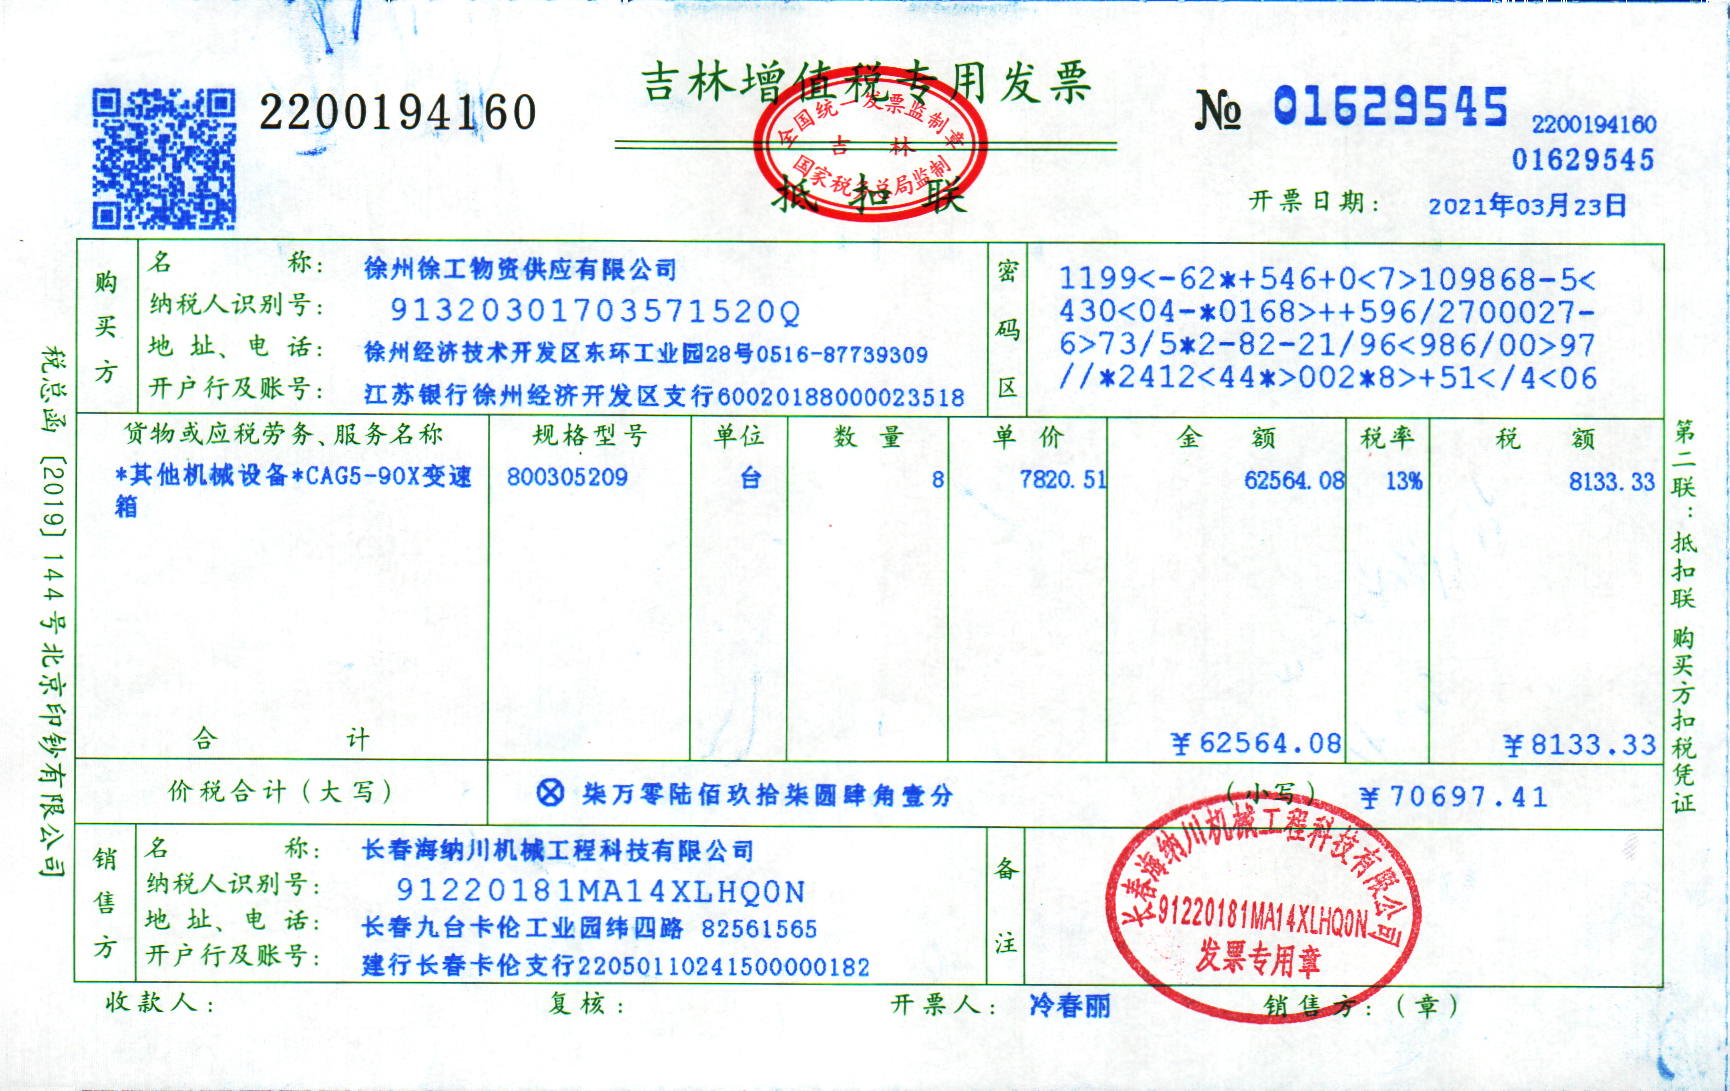 2200194160
吉林增值税专用发票
全国统一发票监制章
吉 林
国家税务总局监制
抵扣联
№ 01629545
2200194160
01629545
开票日期: 2021年03月23日
税总函〔2019〕144号北京印钞有限公司
购买方
名 称: 徐州徐工物资供应有限公司
纳税人识别号: 91320301703571520Q
地 址、电 话: 徐州经济技术开发区东环工业园28号0516-87739309
开户行及账号: 江苏银行徐州经济开发区支行60020188000023518
密码区
1199<-62*+546+0<7>109868-5<
430<04-*0168>++596/2700027-
6>73/5*2-82-21/96<986/00>97
//*2412<44*>002*8>+51</4<06
货物或应税劳务、服务名称 规格型号 单位 数 量 单 价 金 额 税率 税 额
*其他机械设备*CAG5-90X变速 800305209 台 8 7820.51 62564.08 13% 8133.33
箱
合 计 ¥62564.08 ¥8133.33
价税合计(大写) ⊗ 柒万零陆佰玖拾柒圆肆角壹分 (小写) ¥70697.41
销售方
名 称: 长春海纳川机械工程科技有限公司
纳税人识别号: 91220181MA14XLHQ0N
地 址、电 话: 长春九台卡伦工业园纬四路 82561565
开户行及账号: 建行长春卡伦支行22050110241500000182
备注
长春海纳川机械工程科技有限公司
91220181MA14XLHQ0N
发票专用章
收款人: 复核: 开票人: 冷春丽 销售方:(章)
第二联:抵扣联 购买方扣税凭证